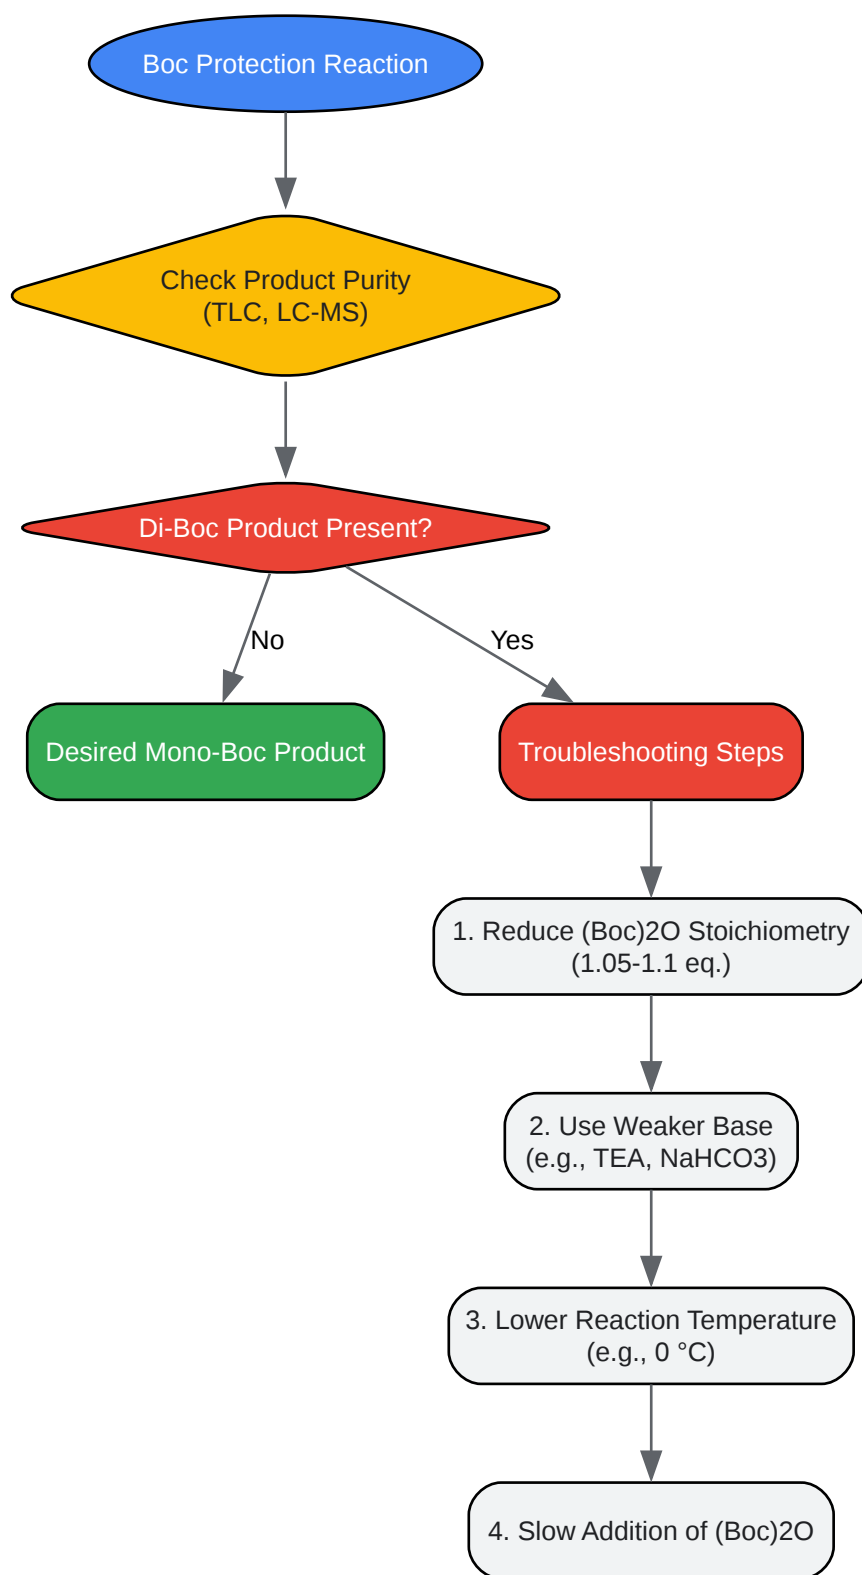 Boc Protection Reaction
Check Product Purity
(TLC, LC-MS)
Di-Boc Product Present?
No
Yes
Desired Mono-Boc Product
Troubleshooting Steps
1. Reduce (Boc)2O Stoichiometry
(1.05-1.1 eq.)
2. Use Weaker Base
(e.g., TEA, NaHCO3)
3. Lower Reaction Temperature
(e.g., 0 °C)
4. Slow Addition of (Boc)2O